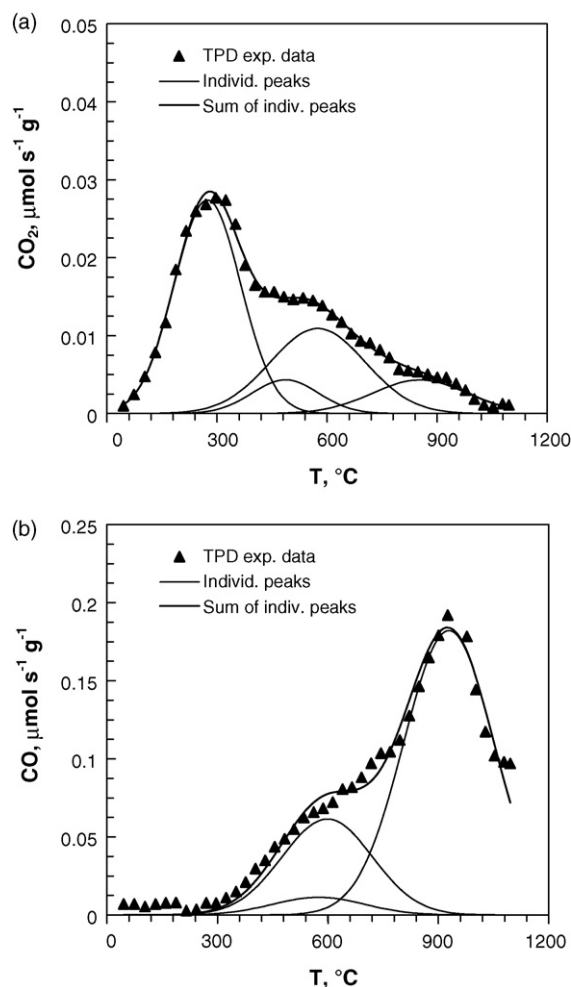 (a)
0.05
TPD exp. data
Individ. peaks
0.04
Sum of indiv. peaks
0.03
CO₂, μmol s⁻¹ g⁻¹
0.02
0.01
0
0 300 600 900 1200
T, °C
(b)
0.25
TPD exp. data
Individ. peaks
0.2
Sum of indiv. peaks
0.15
CO, μmol s⁻¹ g⁻¹
0.1
0.05
0
0 300 600 900 1200
T, °C